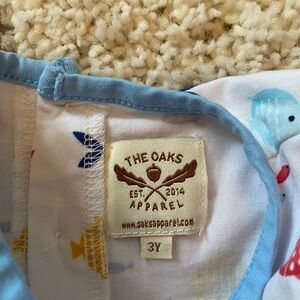 THE OAKS
EST. 2014
APPAREL
www.oaksapparel.com
3Y